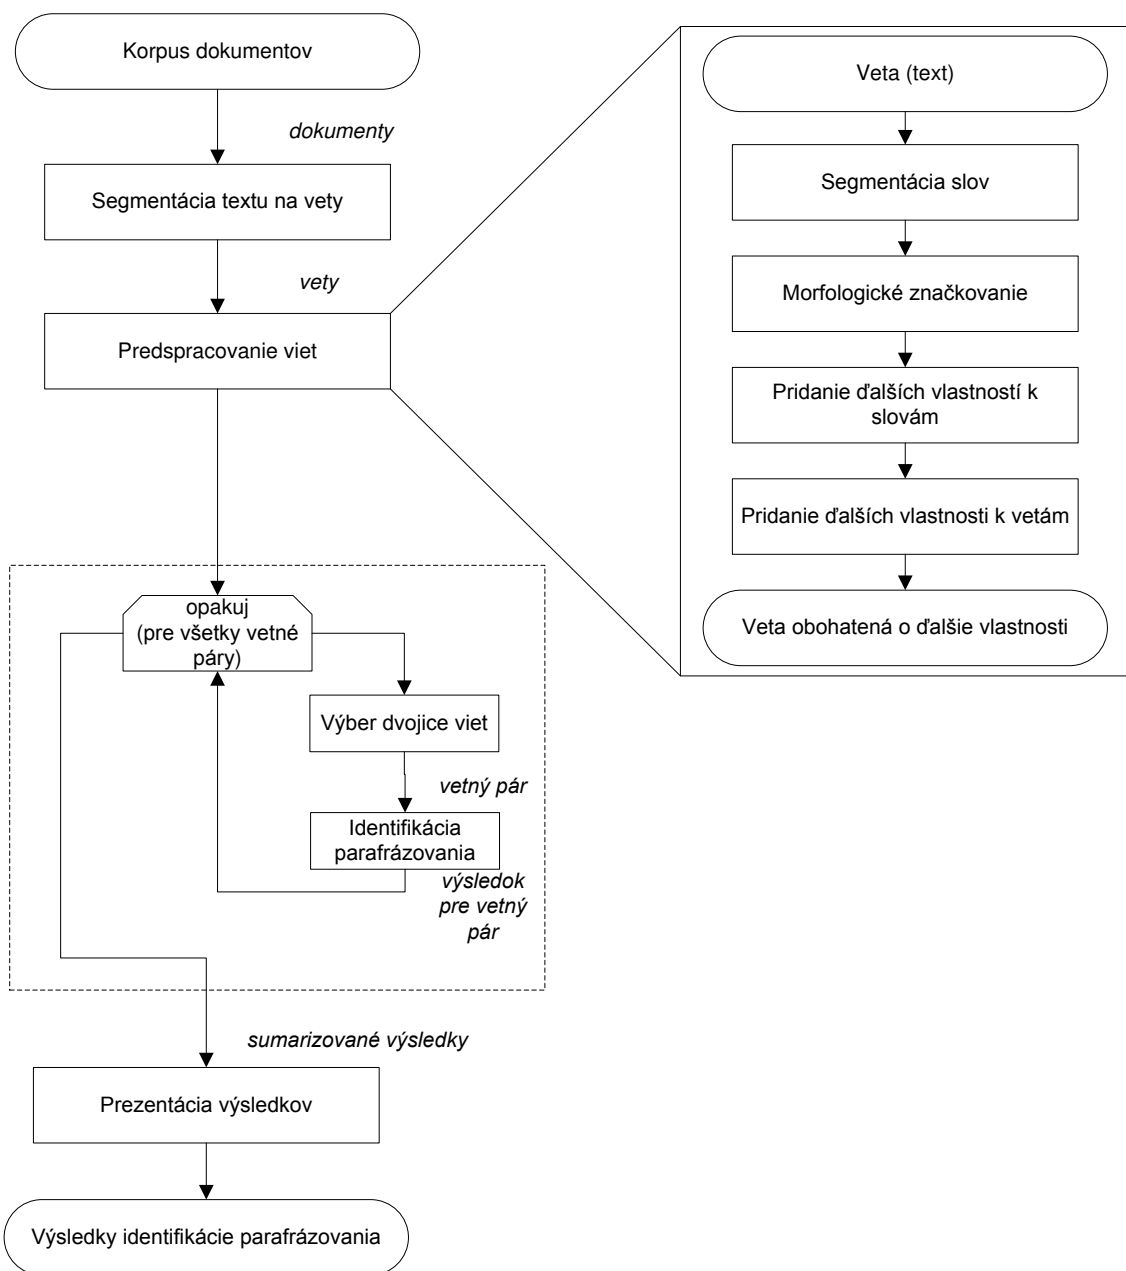 Korpus dokumentov
dokumenty
Segmentácia textu na vety
vety
Predspracovanie viet
opakuj
(pre všetky vetné
páry)
Výber dvojice viet
vetný pár
Identifikácia
parafrázovania
výsledok
pre vetný
pár
sumarizované výsledky
Prezentácia výsledkov
Výsledky identifikácie parafrázovania
Veta (text)
Segmentácia slov
Morfologické značkovanie
Pridanie ďalších vlastností k
slovám
Pridanie ďalších vlastnosti k vetám
Veta obohatená o ďalšie vlastnosti